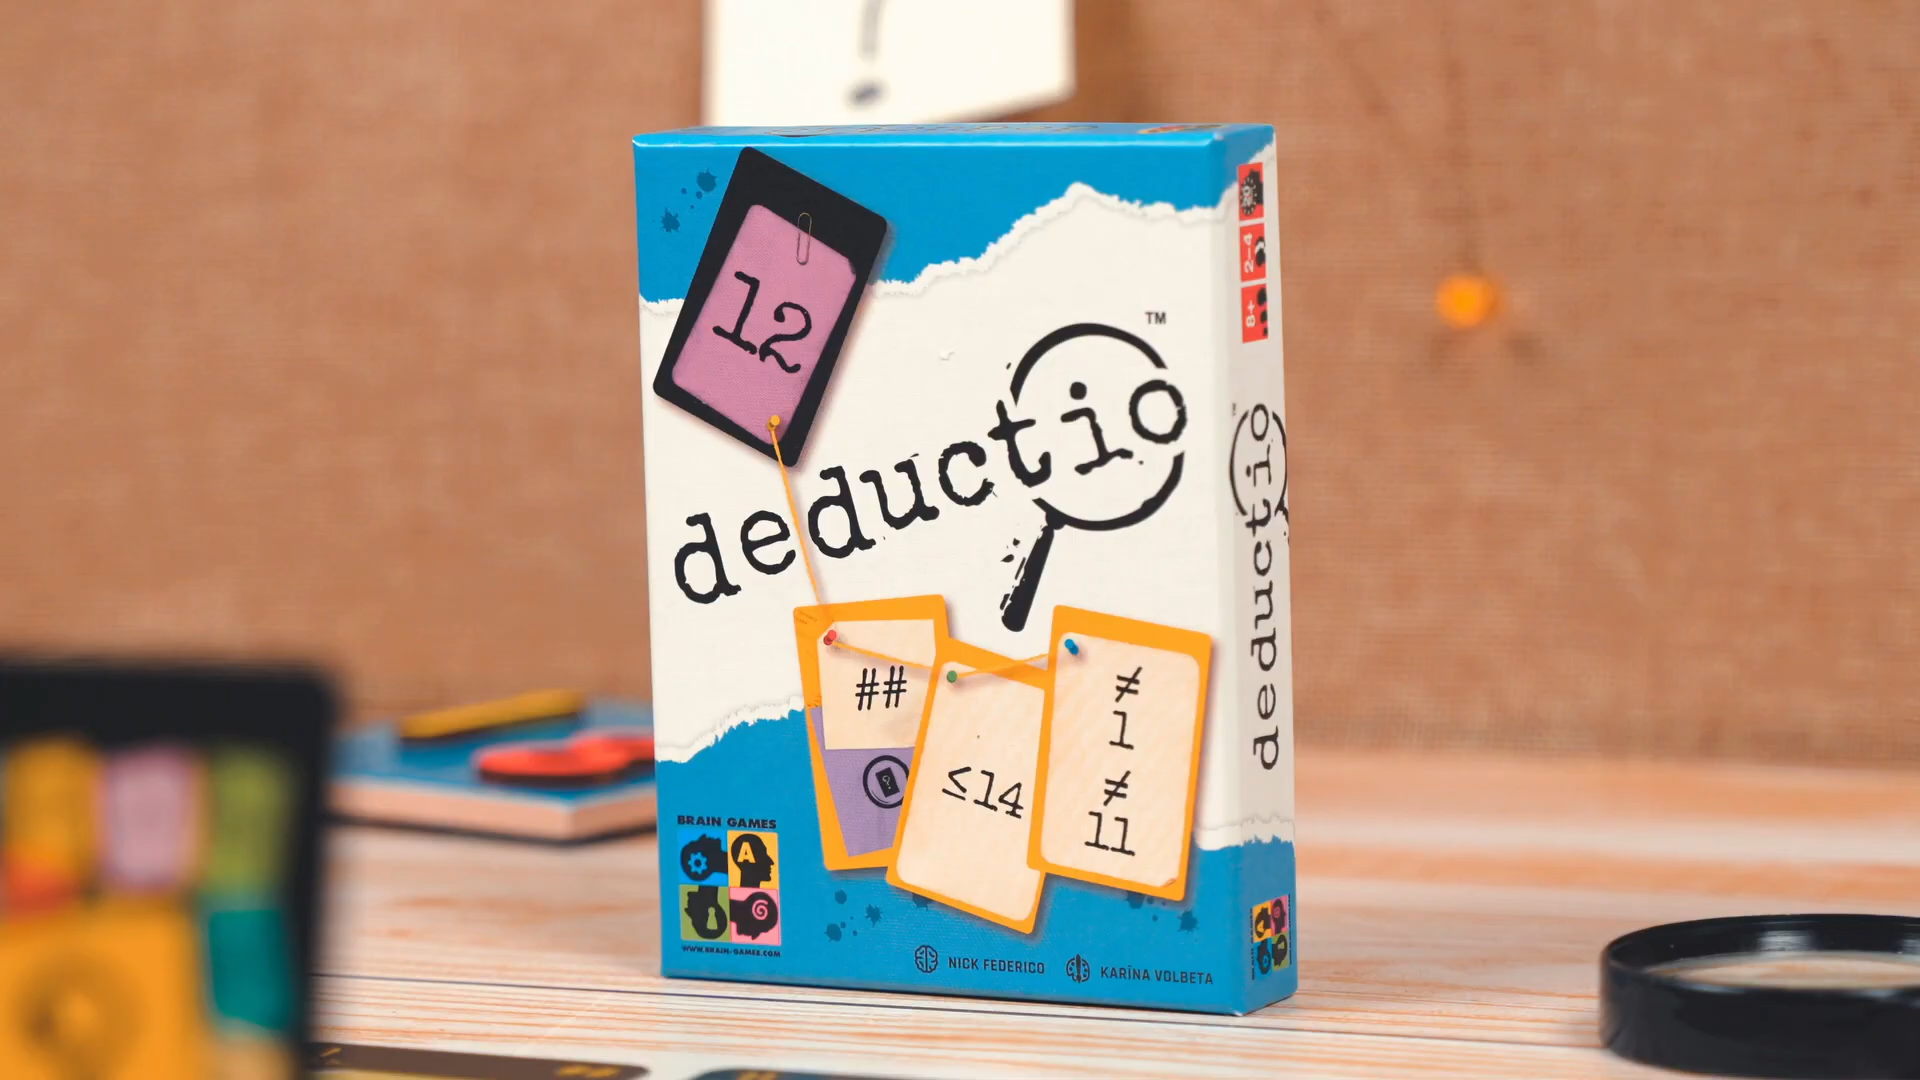 12
deductio
TM
##
≤14
≠
1
≠
11
BRAIN GAMES
A
WWW.BRAIN-GAMES.COM
NICK FEDERICO
KARĪNA VOLBETA
2–4
8+
deductio